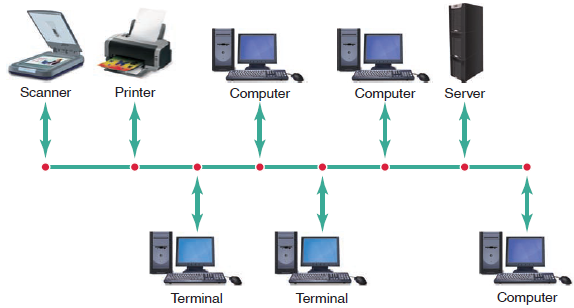 Scanner
Printer
Computer
Computer
Server
Terminal
Terminal
Computer